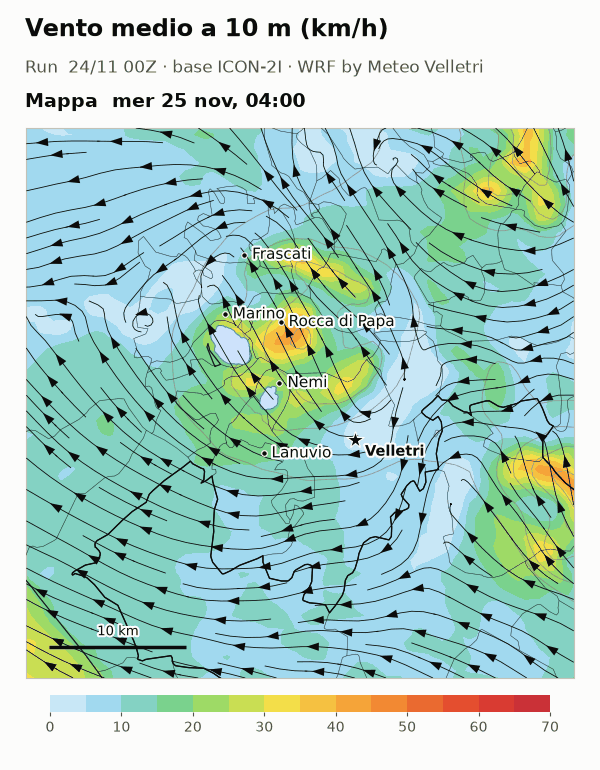 Vento medio a 10 m (km/h)
Run  24/11 00Z · base ICON-2I · WRF by Meteo Velletri
Mappa  mer 25 nov, 04:00
Frascati
Marino
Rocca di Papa
Nemi
Velletri
Lanuvio
10 km
0 10 20 30 40 50 60 70